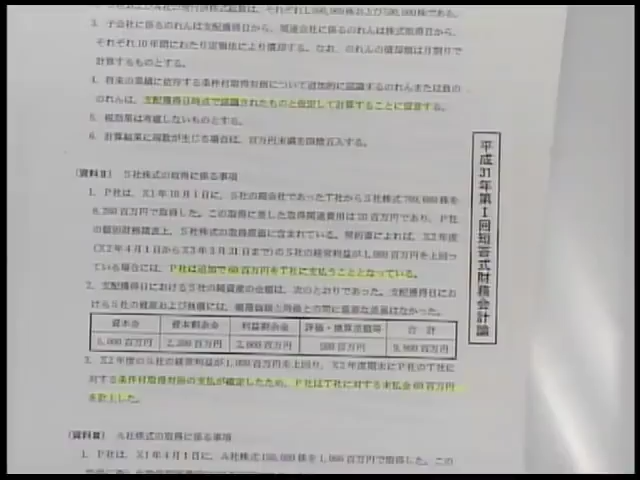 3. 子会社に係るのれんは支配獲得日から、関連会社に係るのれんは株式取得日から、
それぞれ10年間にわたり定額法により償却する。なお、のれんの償却額は月割りで
計算するものとする。
4. 将来の業績に依存する条件付取得対価について追加的に認識するのれんまたは負の
のれんは、支配獲得日時点で認識されたものと仮定して計算することに留意する。
5. 税効果は考慮しないものとする。
6. 計算結果に端数が生じる場合は、百万円未満を四捨五入する。
(資料Ⅱ) S社株式の取得に係る事項
1. P社は、X1年10月1日に、S社の親会社であったT社からS社株式700,000株を
百万円で取得した。この取得に要した取得関連費用は20百万円であり、P社
の個別財務諸表上、S社株式の取得原価に含まれている。契約書によれば、X2年度
(X2年4月1日からX3年3月31日まで)のS社の経常利益が1,000百万円を上回っ
ている場合には、P社は追加で60百万円をT社に支払うこととなっている。
2. 支配獲得日におけるS社の純資産の金額は、次のとおりであった。支配獲得日にお
けるS社の資産および負債には、帳簿価額と時価との間に重要な差異はなかった。
資本金 資本剰余金 利益剰余金 評価・換算差額等 合計
百万円 百万円 百万円 百万円 百万円
3. X2年度のS社の経常利益が1,000百万円を上回り、X2年度期末にP社のT社に
対する条件付取得対価の支払が確定したため、P社はT社に対する未払金60百万円
を計上した。
(資料Ⅲ) A社株式の取得に係る事項
1. P社は、X1年4月1日に、A社株式150,000株を1,000百万円で取得した。この
平成31年第Ⅰ回短答式財務会計論